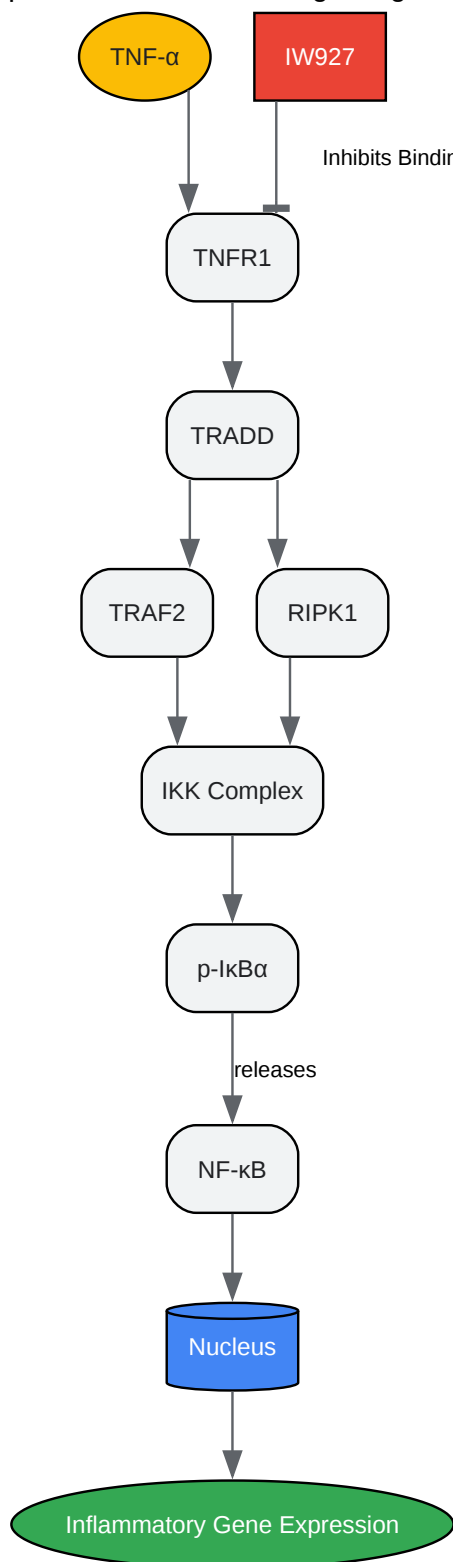 TNF-α
IW927
Inhibits Bindin
TNFR1
TRADD
TRAF2
RIPK1
IKK Complex
p-IκBα
releases
NF-κB
Nucleus
Inflammatory Gene Expression